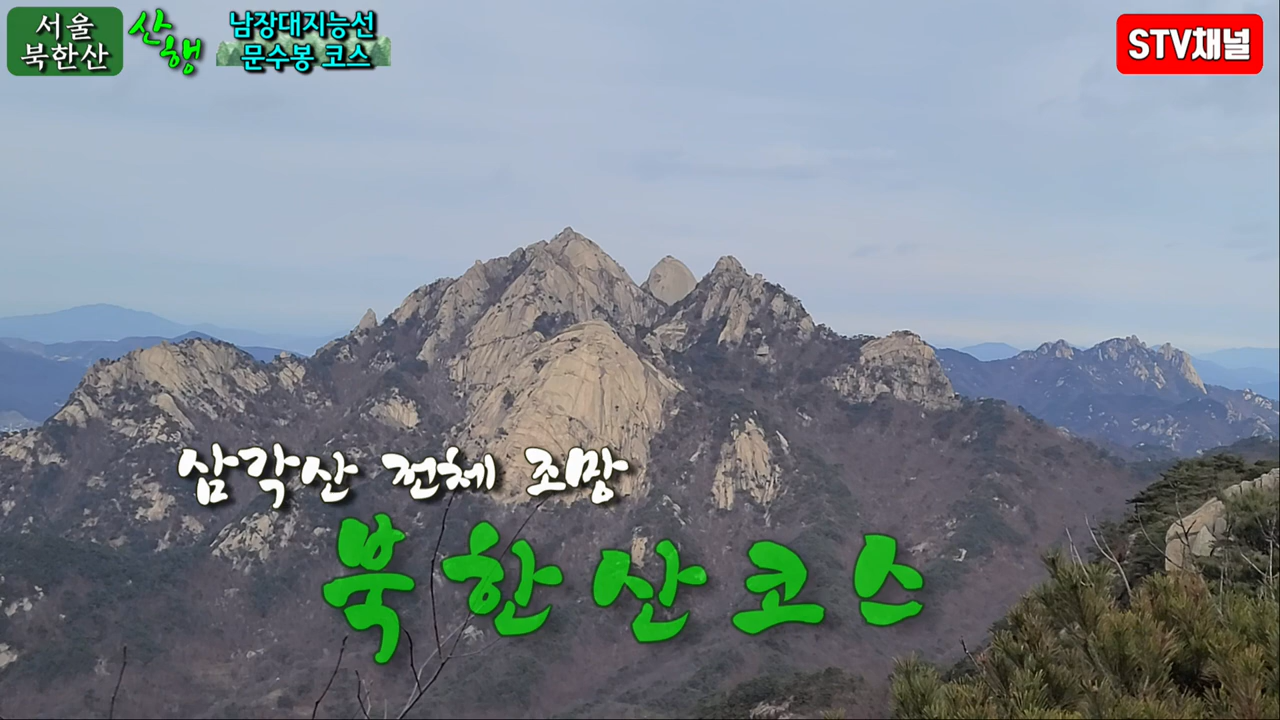 서울
북한산
산행
남장대지능선
문수봉 코스
STV채널
삼각산 전체 조망
북한산코스